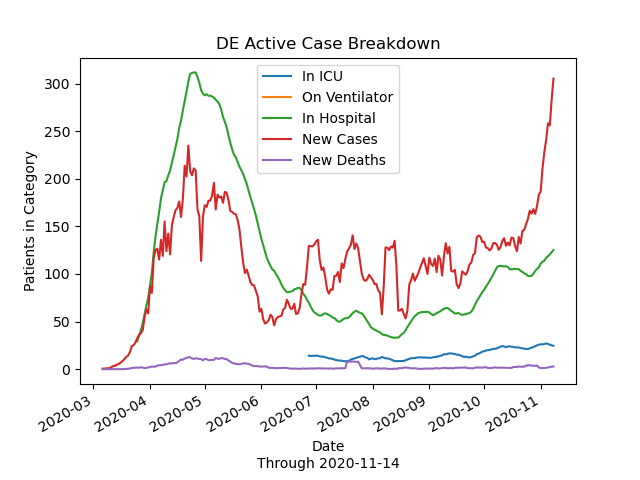 DE Active Case Breakdown
In ICU
On Ventilator
In Hospital
New Cases
New Deaths
Patients in Category
300
250
200
150
100
50
0
2020-03
2020-04
2020-05
2020-06
2020-07
2020-08
2020-09
2020-10
2020-11
Date
Through 2020-11-14